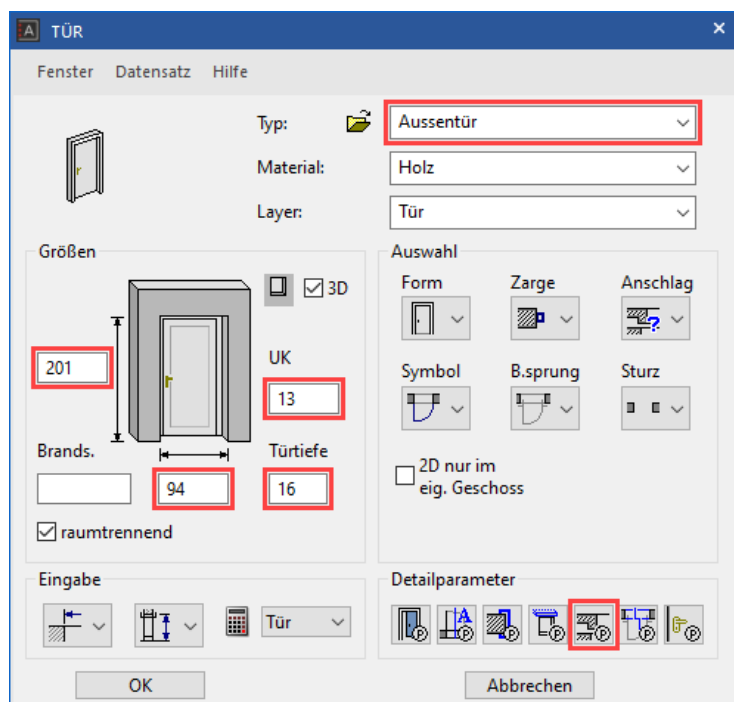 TÜR
Fenster Datensatz Hilfe
Typ: Aussentür
Material: Holz
Layer: Tür
Größen
3D
201
UK
13
Brands.
94
Türtiefe
16
raumtrennend
Auswahl
Form Zarge Anschlag
Symbol B.sprung Sturz
2D nur im
eig. Geschoss
Eingabe
Tür
Detailparameter
OK Abbrechen